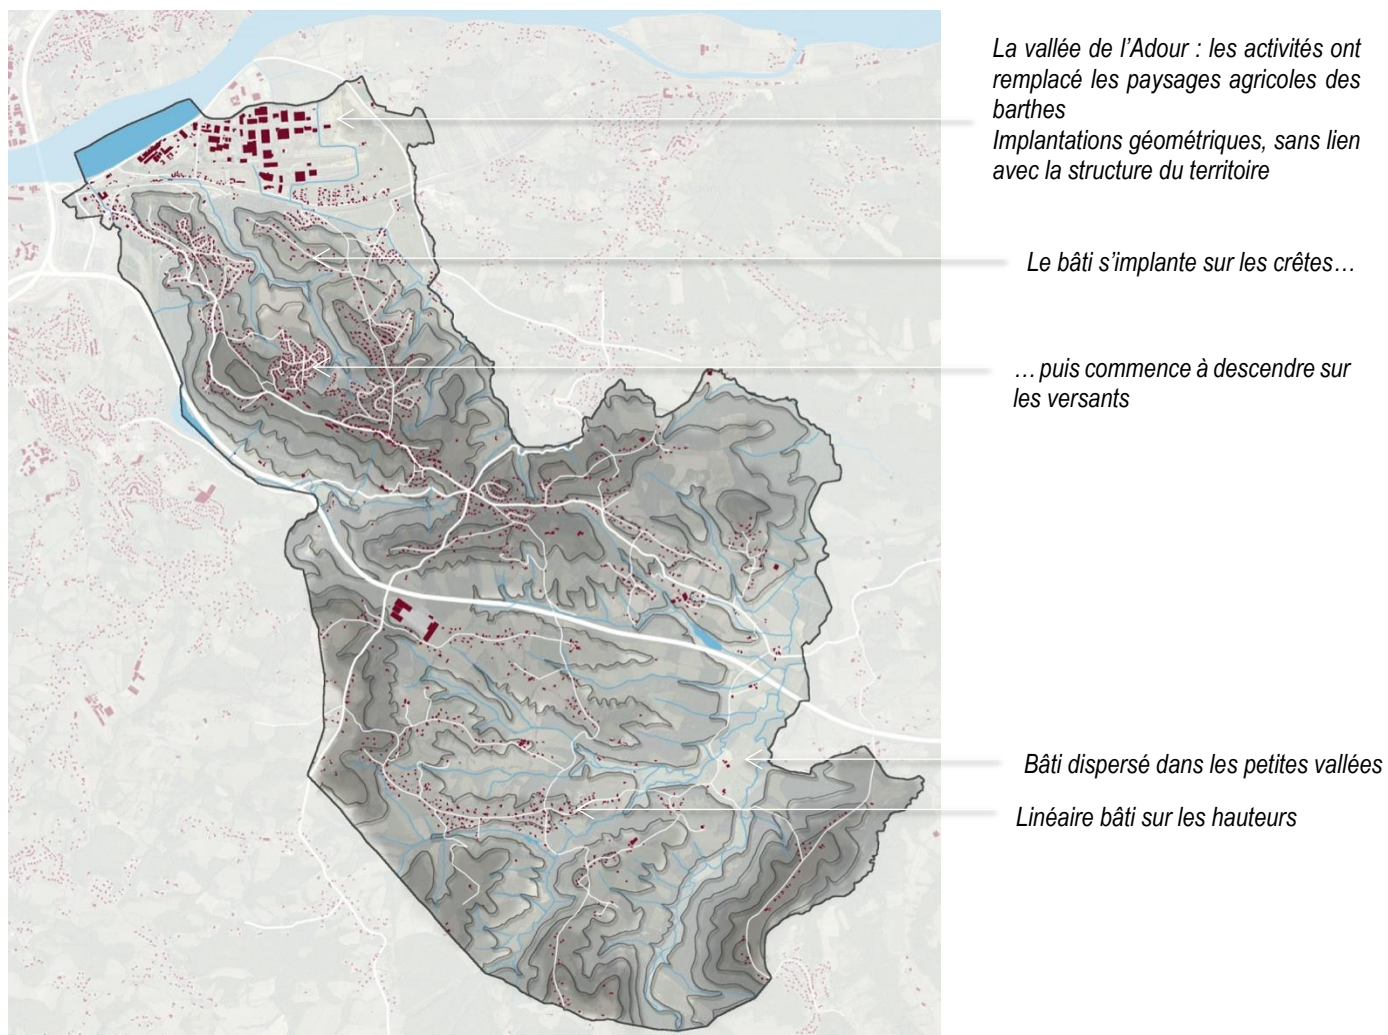 La vallée de l’Adour : les activités ont
remplacé les paysages agricoles des
barthes
Implantations géométriques, sans lien
avec la structure du territoire
Le bâti s’implante sur les crêtes…
… puis commence à descendre sur
les versants
Bâti dispersé dans les petites vallées
Linéaire bâti sur les hauteurs